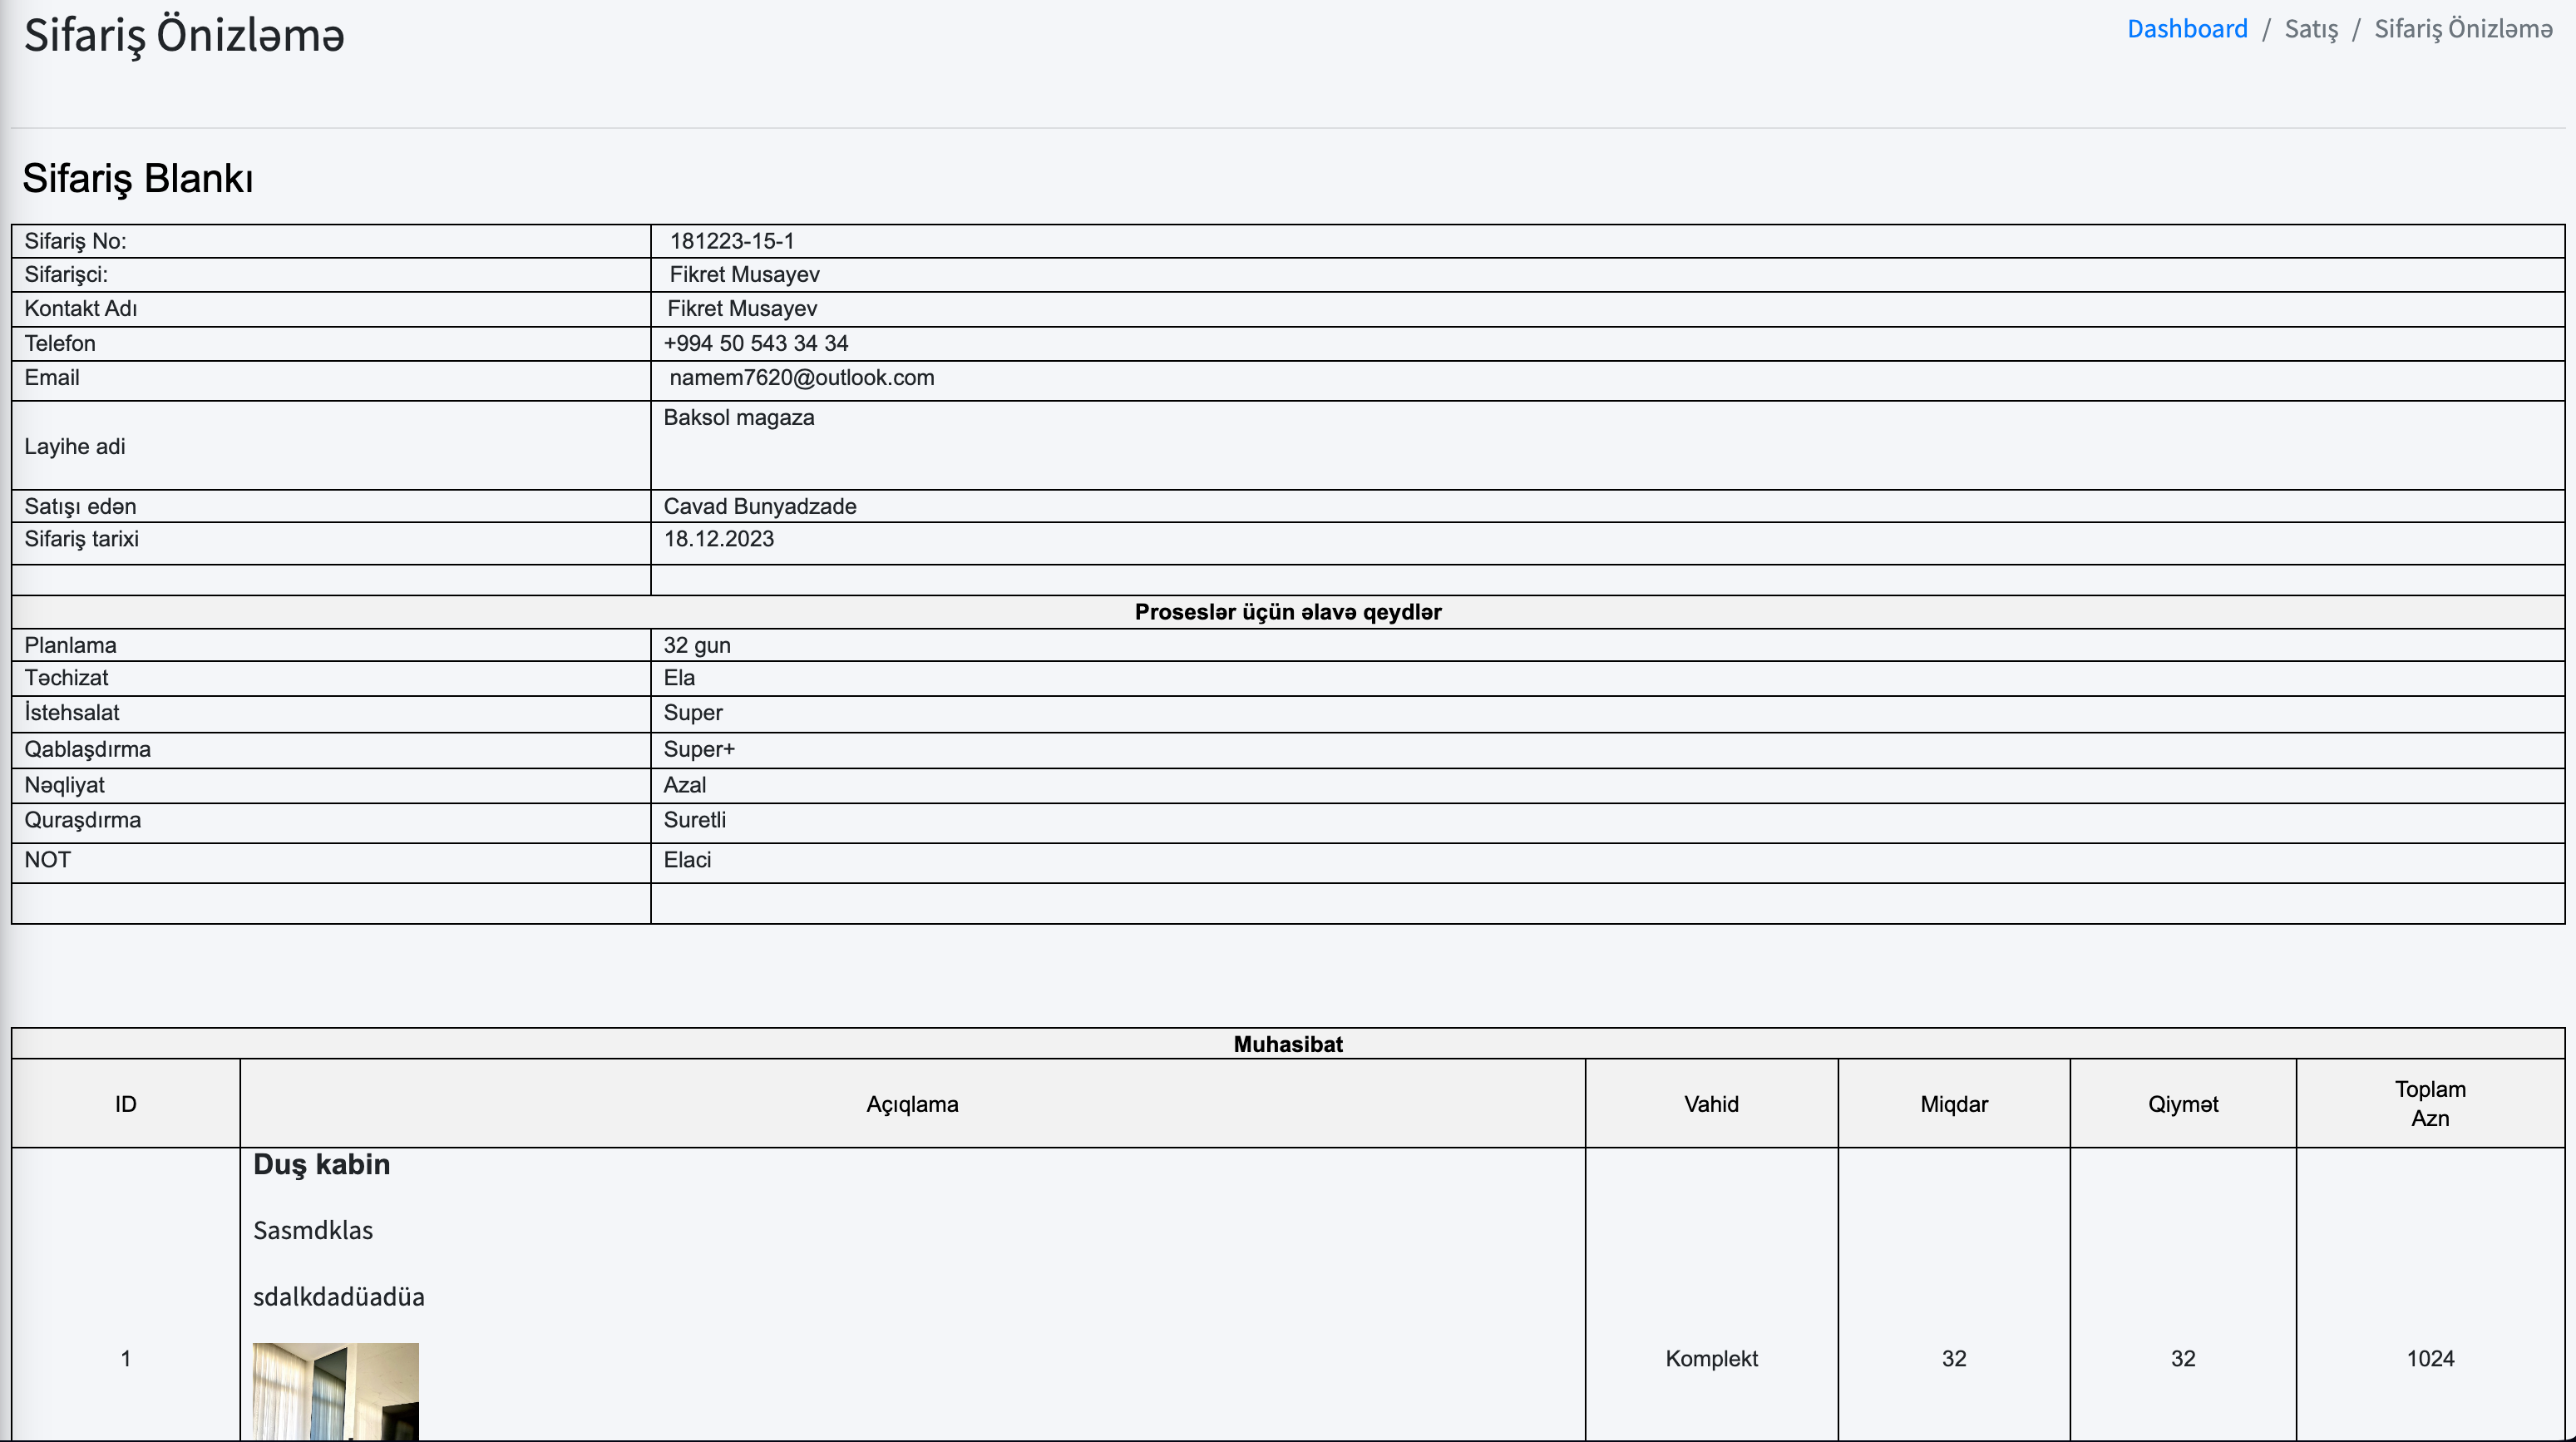 Sifariş Önizləmə
Dashboard / Satış / Sifariş Önizləmə
Sifariş Blankı
Sifariş No: 181223-15-1
Sifarişci: Fikret Musayev
Kontakt Adı Fikret Musayev
Telefon +994 50 543 34 34
Email namem7620@outlook.com
Layihe adi Baksol magaza
Satışı edən Cavad Bunyadzade
Sifariş tarixi 18.12.2023
Proseslər üçün əlavə qeydlər
Planlama 32 gun
Təchizat Ela
İstehsalat Super
Qablaşdırma Super+
Nəqliyat Azal
Quraşdırma Suretli
NOT Elaci
Muhasibat
ID Açıqlama Vahid Miqdar Qiymət Toplam Azn
Duş kabin
Sasmdklas
sdalkdadüadüa
1 Komplekt 32 32 1024